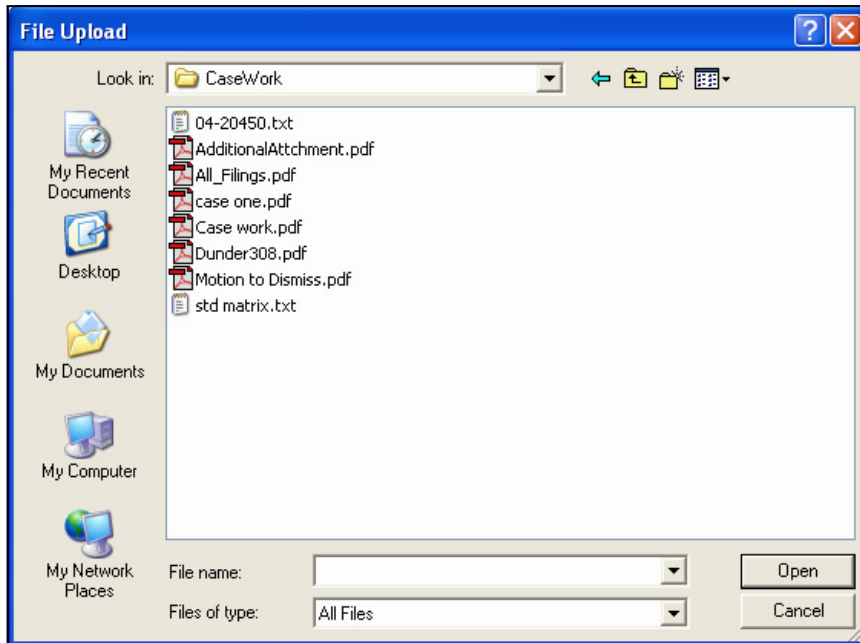 File Upload
Look in: CaseWork
My Recent
Documents
Desktop
My Documents
My Computer
My Network
Places
04-20450.txt
AdditionalAttchment.pdf
All_Filings.pdf
case one.pdf
Case work.pdf
Dunder308.pdf
Motion to Dismiss.pdf
std matrix.txt
File name:
Open
Files of type: All Files
Cancel